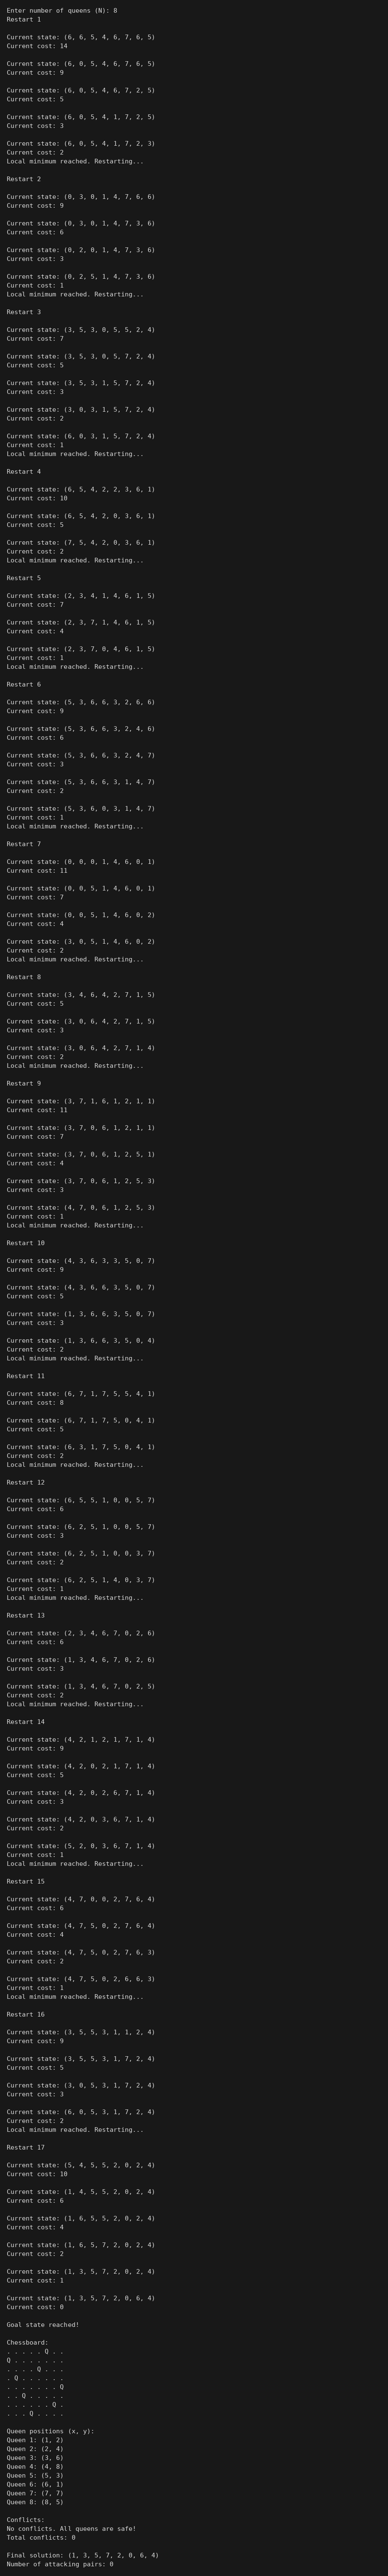 Enter number of queens (N): 8
Restart 1
Current state: (6, 6, 5, 4, 6, 7, 6, 5)
Current cost: 14
Current state: (6, 0, 5, 4, 6, 7, 6, 5)
Current cost: 9
Current state: (6, 0, 5, 4, 6, 7, 2, 5)
Current cost: 5
Current state: (6, 0, 5, 4, 1, 7, 2, 5)
Current cost: 3
Current state: (6, 0, 5, 4, 1, 7, 2, 3)
Current cost: 2
Local minimum reached. Restarting...
Restart 2
Current state: (0, 3, 0, 1, 4, 7, 6, 6)
Current cost: 9
Current state: (0, 3, 0, 1, 4, 7, 3, 6)
Current cost: 6
Current state: (0, 2, 0, 1, 4, 7, 3, 6)
Current cost: 3
Current state: (0, 2, 5, 1, 4, 7, 3, 6)
Current cost: 1
Local minimum reached. Restarting...
Restart 3
Current state: (3, 5, 3, 0, 5, 5, 2, 4)
Current cost: 7
Current state: (3, 5, 3, 0, 5, 7, 2, 4)
Current cost: 5
Current state: (3, 5, 3, 1, 5, 7, 2, 4)
Current cost: 3
Current state: (3, 0, 3, 1, 5, 7, 2, 4)
Current cost: 2
Current state: (6, 0, 3, 1, 5, 7, 2, 4)
Current cost: 1
Local minimum reached. Restarting...
Restart 4
Current state: (6, 5, 4, 2, 2, 3, 6, 1)
Current cost: 10
Current state: (6, 5, 4, 2, 0, 3, 6, 1)
Current cost: 5
Current state: (7, 5, 4, 2, 0, 3, 6, 1)
Current cost: 2
Local minimum reached. Restarting...
Restart 5
Current state: (2, 3, 4, 1, 4, 6, 1, 5)
Current cost: 7
Current state: (2, 3, 7, 1, 4, 6, 1, 5)
Current cost: 4
Current state: (2, 3, 7, 0, 4, 6, 1, 5)
Current cost: 1
Local minimum reached. Restarting...
Restart 6
Current state: (5, 3, 6, 6, 3, 2, 6, 6)
Current cost: 9
Current state: (5, 3, 6, 6, 3, 2, 4, 6)
Current cost: 6
Current state: (5, 3, 6, 6, 3, 2, 4, 7)
Current cost: 3
Current state: (5, 3, 6, 6, 3, 1, 4, 7)
Current cost: 2
Current state: (5, 3, 6, 0, 3, 1, 4, 7)
Current cost: 1
Local minimum reached. Restarting...
Restart 7
Current state: (0, 0, 0, 1, 4, 6, 0, 1)
Current cost: 11
Current state: (0, 0, 5, 1, 4, 6, 0, 1)
Current cost: 7
Current state: (0, 0, 5, 1, 4, 6, 0, 2)
Current cost: 4
Current state: (3, 0, 5, 1, 4, 6, 0, 2)
Current cost: 2
Local minimum reached. Restarting...
Restart 8
Current state: (3, 4, 6, 4, 2, 7, 1, 5)
Current cost: 5
Current state: (3, 0, 6, 4, 2, 7, 1, 5)
Current cost: 3
Current state: (3, 0, 6, 4, 2, 7, 1, 4)
Current cost: 2
Local minimum reached. Restarting...
Restart 9
Current state: (3, 7, 1, 6, 1, 2, 1, 1)
Current cost: 11
Current state: (3, 7, 0, 6, 1, 2, 1, 1)
Current cost: 7
Current state: (3, 7, 0, 6, 1, 2, 5, 1)
Current cost: 4
Current state: (3, 7, 0, 6, 1, 2, 5, 3)
Current cost: 3
Current state: (4, 7, 0, 6, 1, 2, 5, 3)
Current cost: 1
Local minimum reached. Restarting...
Restart 10
Current state: (4, 3, 6, 3, 3, 5, 0, 7)
Current cost: 9
Current state: (4, 3, 6, 6, 3, 5, 0, 7)
Current cost: 5
Current state: (1, 3, 6, 6, 3, 5, 0, 7)
Current cost: 3
Current state: (1, 3, 6, 6, 3, 5, 0, 4)
Current cost: 2
Local minimum reached. Restarting...
Restart 11
Current state: (6, 7, 1, 7, 5, 5, 4, 1)
Current cost: 8
Current state: (6, 7, 1, 7, 5, 0, 4, 1)
Current cost: 5
Current state: (6, 3, 1, 7, 5, 0, 4, 1)
Current cost: 2
Local minimum reached. Restarting...
Restart 12
Current state: (6, 5, 5, 1, 0, 0, 5, 7)
Current cost: 6
Current state: (6, 2, 5, 1, 0, 0, 5, 7)
Current cost: 3
Current state: (6, 2, 5, 1, 0, 0, 3, 7)
Current cost: 2
Current state: (6, 2, 5, 1, 4, 0, 3, 7)
Current cost: 1
Local minimum reached. Restarting...
Restart 13
Current state: (2, 3, 4, 6, 7, 0, 2, 6)
Current cost: 6
Current state: (1, 3, 4, 6, 7, 0, 2, 6)
Current cost: 3
Current state: (1, 3, 4, 6, 7, 0, 2, 5)
Current cost: 2
Local minimum reached. Restarting...
Restart 14
Current state: (4, 2, 1, 2, 1, 7, 1, 4)
Current cost: 9
Current state: (4, 2, 0, 2, 1, 7, 1, 4)
Current cost: 5
Current state: (4, 2, 0, 2, 6, 7, 1, 4)
Current cost: 3
Current state: (4, 2, 0, 3, 6, 7, 1, 4)
Current cost: 2
Current state: (5, 2, 0, 3, 6, 7, 1, 4)
Current cost: 1
Local minimum reached. Restarting...
Restart 15
Current state: (4, 7, 0, 0, 2, 7, 6, 4)
Current cost: 6
Current state: (4, 7, 5, 0, 2, 7, 6, 4)
Current cost: 4
Current state: (4, 7, 5, 0, 2, 7, 6, 3)
Current cost: 2
Current state: (4, 7, 5, 0, 2, 6, 6, 3)
Current cost: 1
Local minimum reached. Restarting...
Restart 16
Current state: (3, 5, 5, 3, 1, 1, 2, 4)
Current cost: 9
Current state: (3, 5, 5, 3, 1, 7, 2, 4)
Current cost: 5
Current state: (3, 0, 5, 3, 1, 7, 2, 4)
Current cost: 3
Current state: (6, 0, 5, 3, 1, 7, 2, 4)
Current cost: 2
Local minimum reached. Restarting...
Restart 17
Current state: (5, 4, 5, 5, 2, 0, 2, 4)
Current cost: 10
Current state: (1, 4, 5, 5, 2, 0, 2, 4)
Current cost: 6
Current state: (1, 6, 5, 5, 2, 0, 2, 4)
Current cost: 4
Current state: (1, 6, 5, 7, 2, 0, 2, 4)
Current cost: 2
Current state: (1, 3, 5, 7, 2, 0, 2, 4)
Current cost: 1
Current state: (1, 3, 5, 7, 2, 0, 6, 4)
Current cost: 0
Goal state reached!
Chessboard:
. . . . . Q . .
Q . . . . . . .
. . . . Q . . .
. Q . . . . . .
. . . . . . . Q
. . Q . . . . .
. . . . . . Q .
. . . Q . . . .
Queen positions (x, y):
Queen 1: (1, 2)
Queen 2: (2, 4)
Queen 3: (3, 6)
Queen 4: (4, 8)
Queen 5: (5, 3)
Queen 6: (6, 1)
Queen 7: (7, 7)
Queen 8: (8, 5)
Conflicts:
No conflicts. All queens are safe!
Total conflicts: 0
Final solution: (1, 3, 5, 7, 2, 0, 6, 4)
Number of attacking pairs: 0